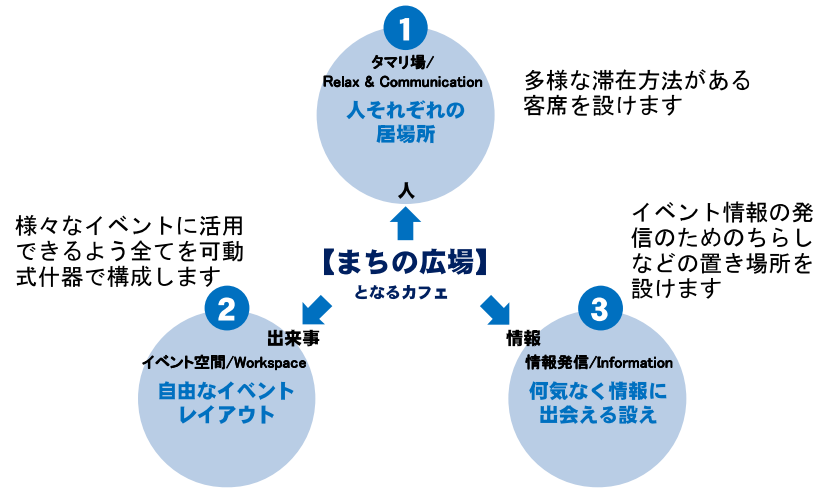 1
タマリ場/
Relax & Communication
人それぞれの
居場所
人
多様な滞在方法がある
客席を設けます
【まちの広場】
となるカフェ
様々なイベントに活用
できるよう全てを可動
式什器で構成します
2
出来事
イベント空間/Workspace
自由なイベント
レイアウト
イベント情報の発
信のためのちらし
などの置き場所を
設けます
3
情報
情報発信/Information
何気なく情報に
出会える設え